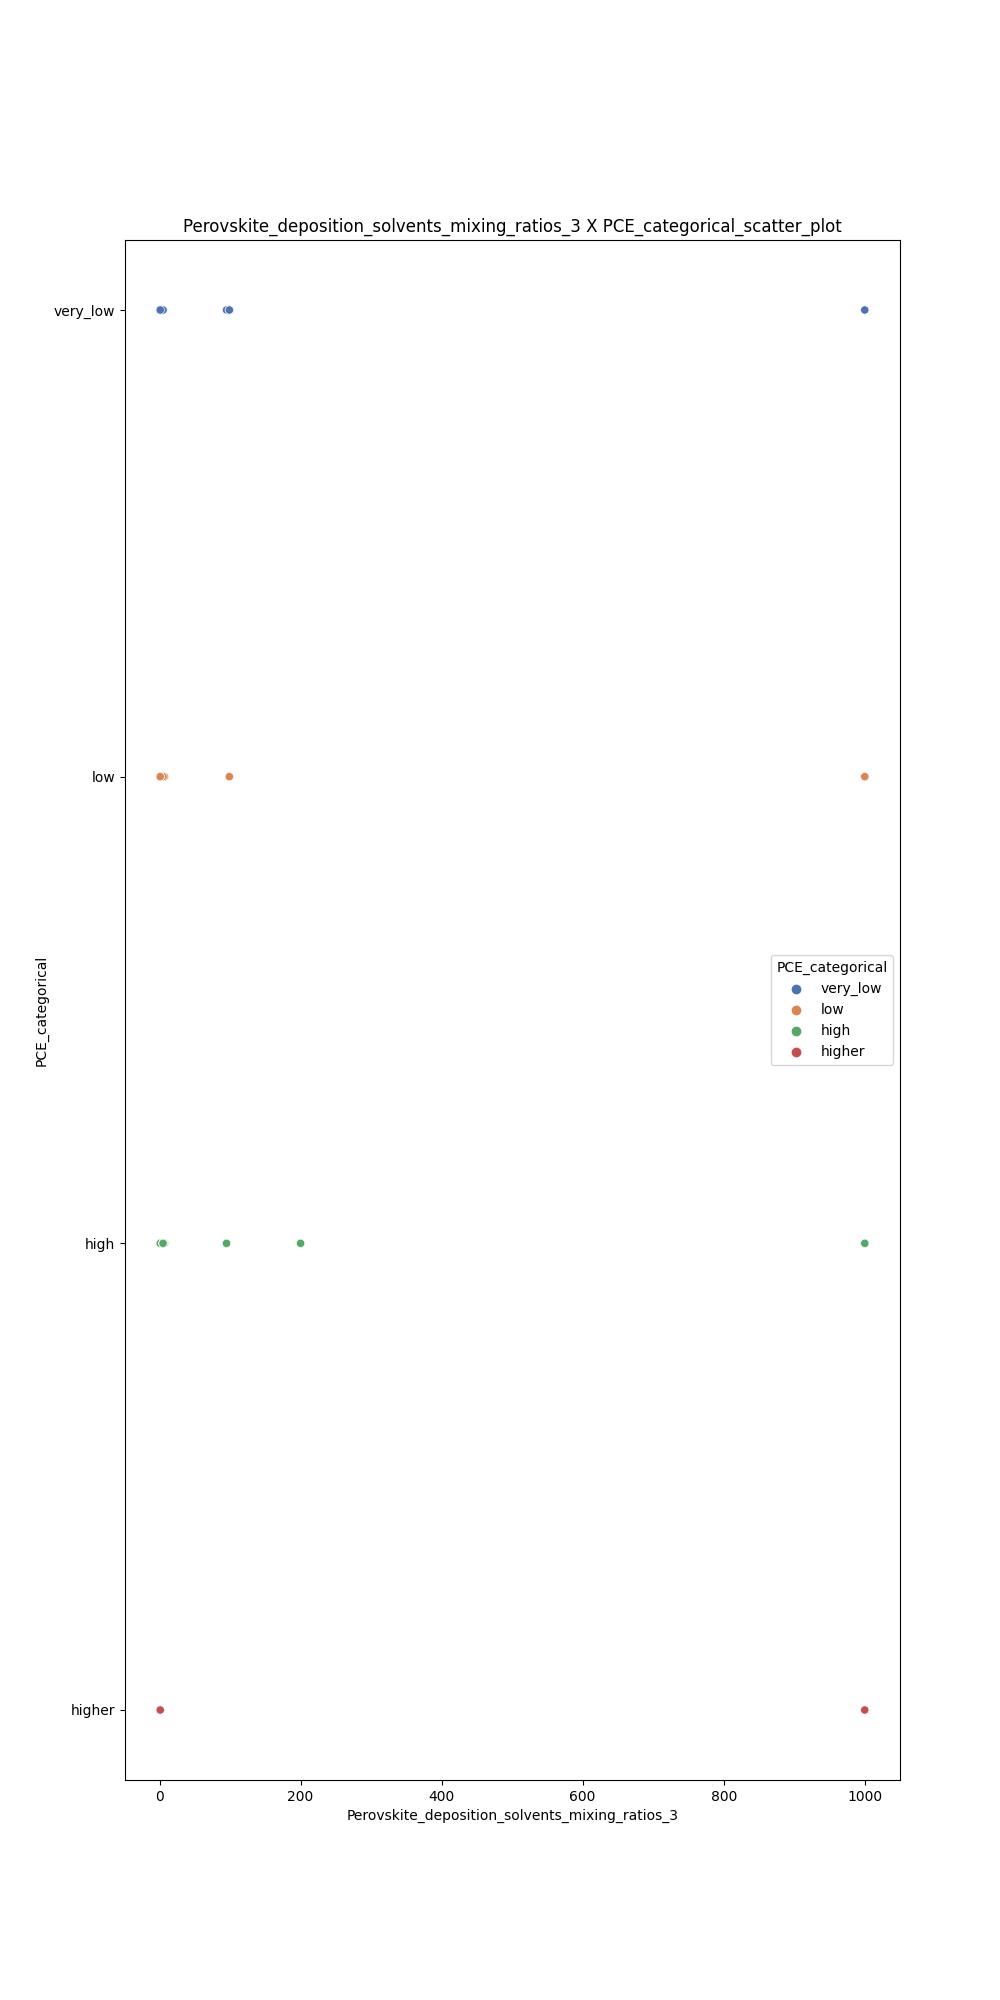 Perovskite_deposition_solvents_mixing_ratios_3 X PCE_categorical_scatter_plot
very_low
low
high
higher
PCE_categorical
PCE_categorical
very_low
low
high
higher
0
200
400
600
800
1000
Perovskite_deposition_solvents_mixing_ratios_3